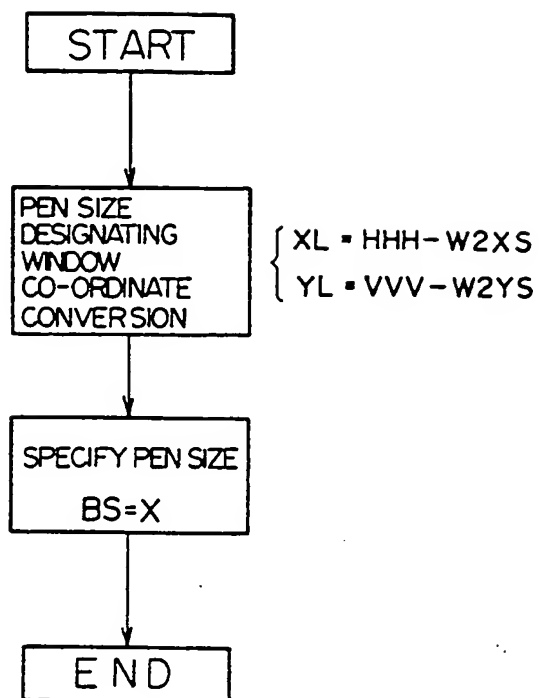 START
PEN SIZE
DESIGNATING
WINDOW
CO-ORDINATE
CONVERSION
XL = HHH-W2XS
YL = VVV-W2YS
SPECIFY PEN SIZE
BS=X
END